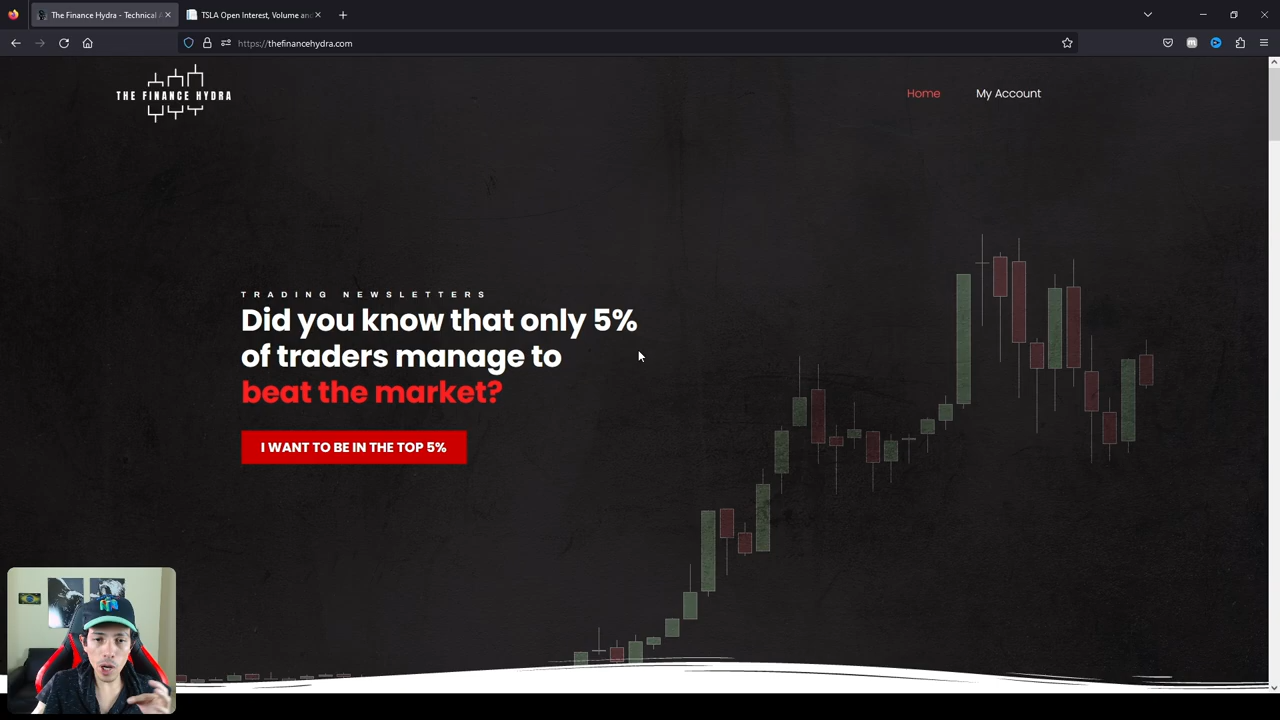 The Finance Hydra - Technical A
TSLA Open Interest, Volume and
https://thefinancehydra.com
THE FINANCE HYDRA
Home
My Account
TRADING NEWSLETTERS
Did you know that only 5%
of traders manage to
beat the market?
I WANT TO BE IN THE TOP 5%